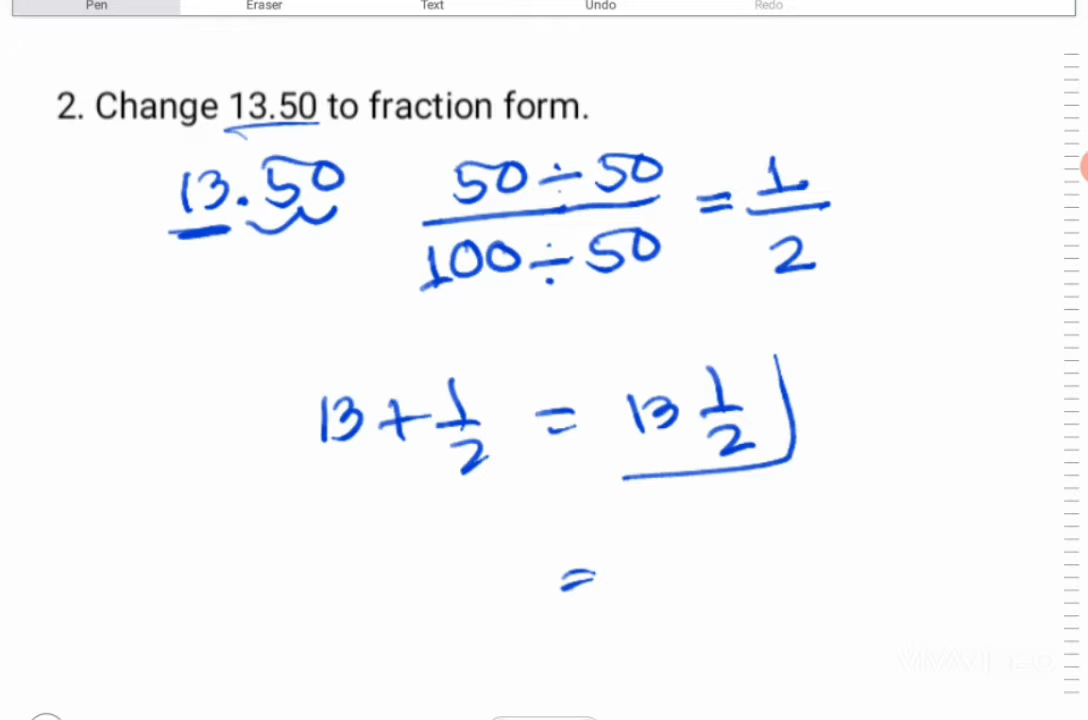 Pen Eraser Text Undo Redo
2. Change 13.50 to fraction form.
13.50 50 ÷ 50 / 100 ÷ 50 = 1/2
13 + 1/2 = 13 1/2
=
VIVAVIDEO